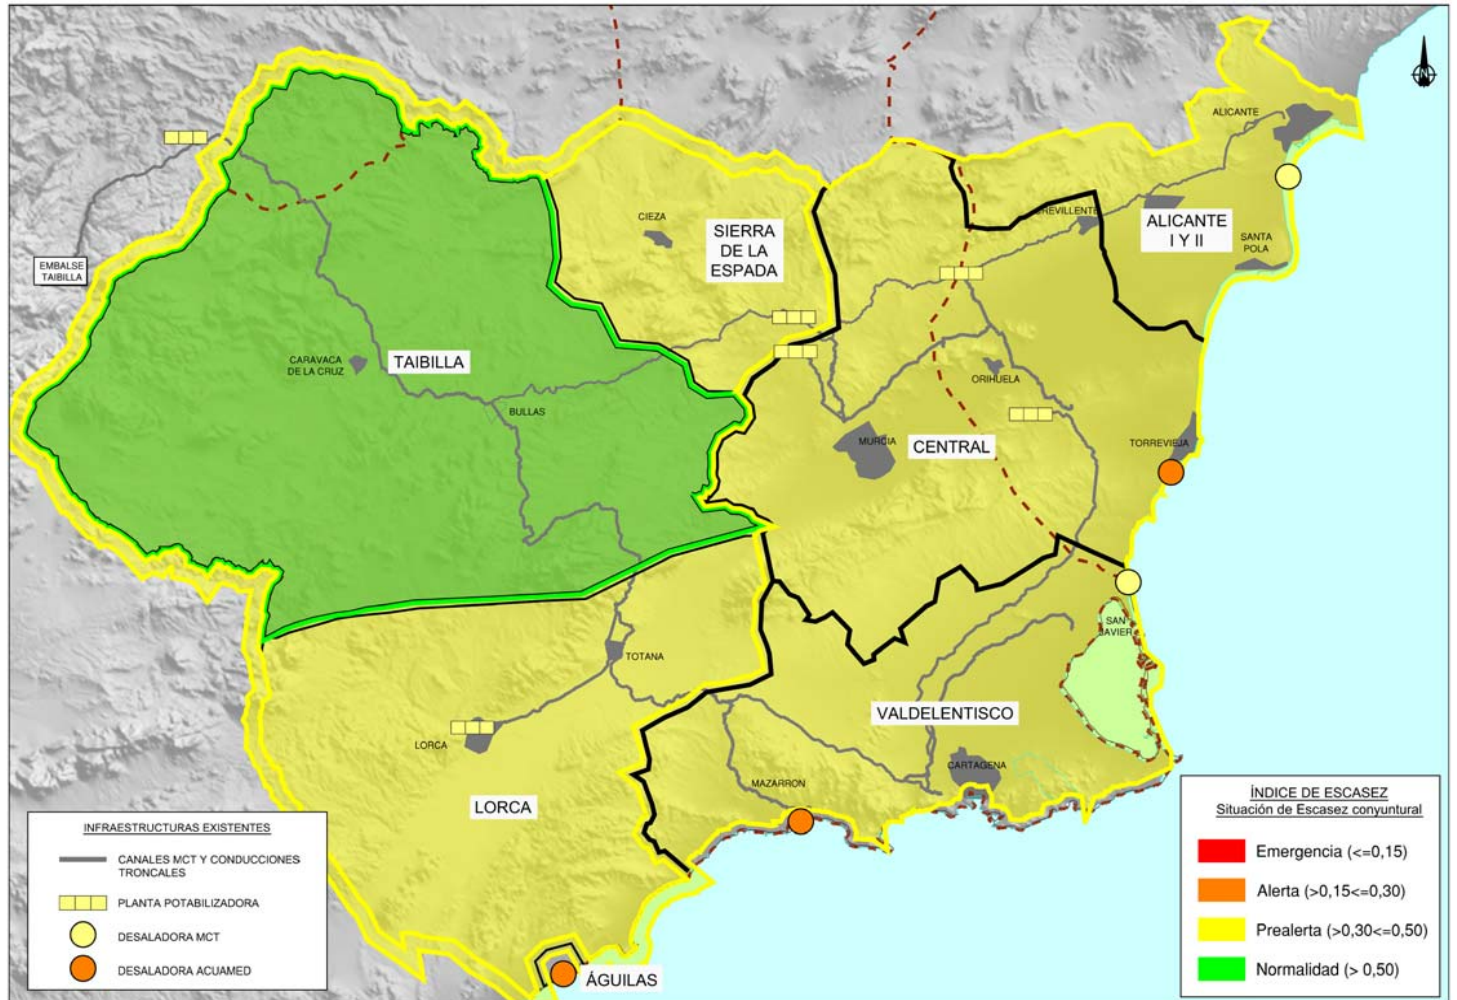 N
ALICANTE
CREVILLENTE
ALICANTE
I Y II
SANTA
POLA
CIEZA
SIERRA
DE LA
ESPADA
EMBALSE
TAIBILLA
CARAVACA
DE LA CRUZ
TAIBILLA
BULLAS
ORIHUELA
MURCIA
CENTRAL
TORREVIEJA
SAN
JAVIER
TOTANA
VALDELENTISCO
LORCA
CARTAGENA
MAZARRON
LORCA
ÁGUILAS
INFRAESTRUCTURAS EXISTENTES
CANALES MCT Y CONDUCCIONES
TRONCALES
PLANTA POTABILIZADORA
DESALADORA MCT
DESALADORA ACUAMED
ÍNDICE DE ESCASEZ
Situación de Escasez conyuntural
Emergencia (<=0,15)
Alerta (>0,15<=0,30)
Prealerta (>0,30<=0,50)
Normalidad (> 0,50)